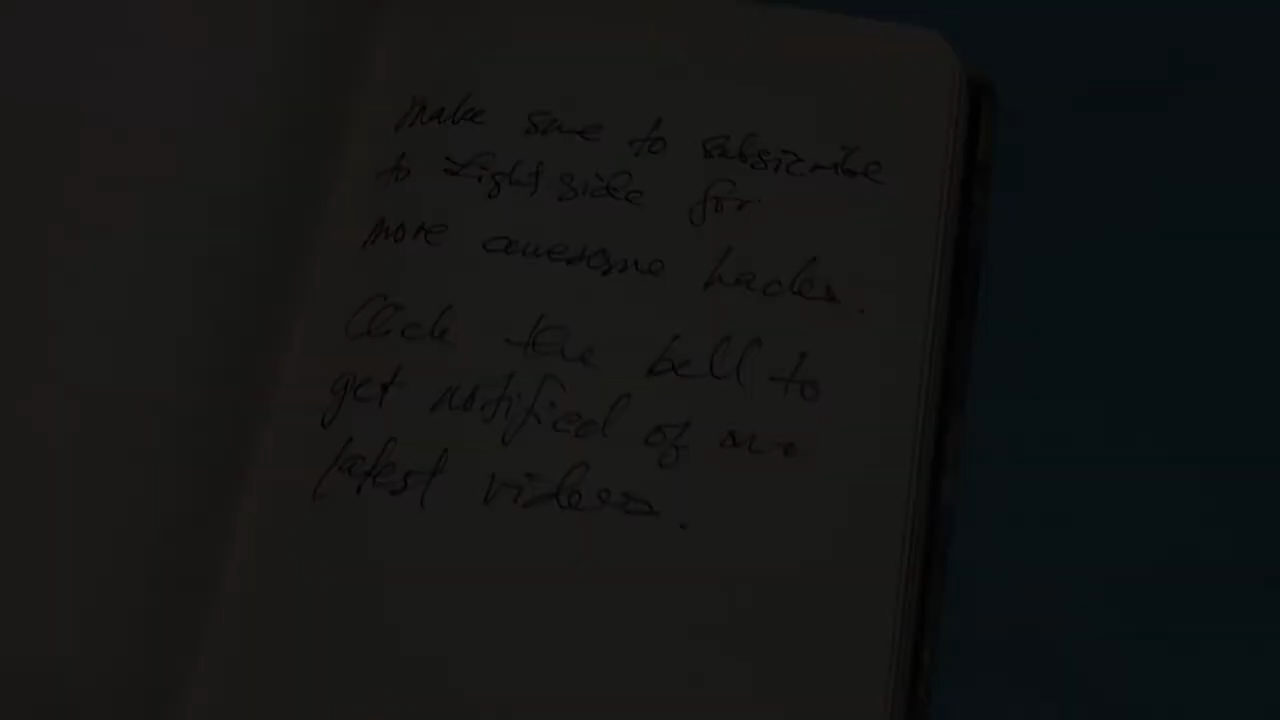 Make sure to subscribe
to Lightside for
more awesome hacks.
Click the bell to
get notified of our
latest videos.